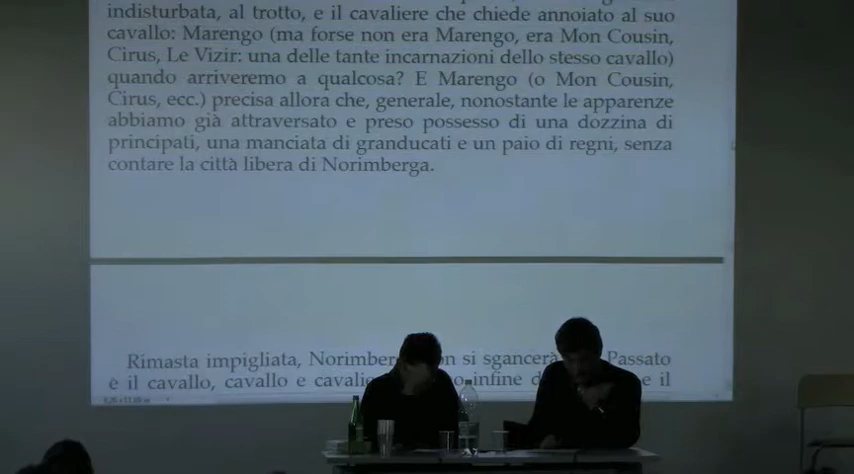 indisturbata, al trotto, e il cavaliere che chiede annoiato al suo
cavallo: Marengo (ma forse non era Marengo, era Mon Cousin,
Cirus, Le Vizir: una delle tante incarnazioni dello stesso cavallo)
quando arriveremo a qualcosa? E Marengo (o Mon Cousin,
Cirus, ecc.) precisa allora che, generale, nonostante le apparenze
abbiamo già attraversato e preso possesso di una dozzina di
principati, una manciata di granducati e un paio di regni, senza
contare la città libera di Norimberga.
Rimasta impigliata, si sgancerà Passato
è il cavallo, cavallo e infine e il